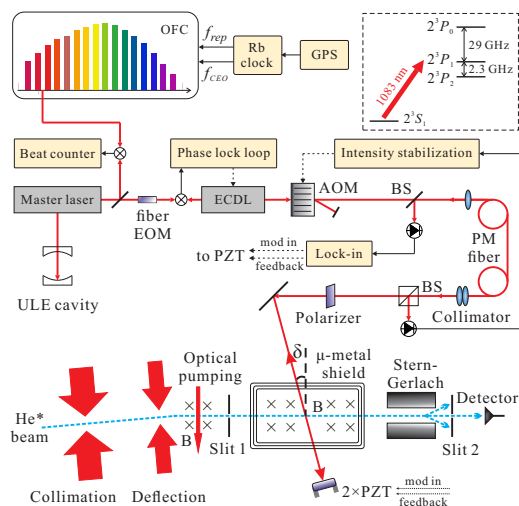 OFC
f_rep
f_CEO
Rb
clock
GPS
2³P₀
29 GHz
2³P₁
2.3 GHz
2³P₂
1083 nm
2³S₁
Beat counter
Phase lock loop
Intensity stabilization
Master laser
fiber
EOM
ECDL
AOM
BS
PM
fiber
to PZT
mod in
feedback
Lock-in
ULE cavity
BS
Polarizer
Collimator
Optical
pumping
δ
μ-metal
shield
Stern-
Gerlach
Detector
He*
beam
B
B
Slit 1
Slit 2
Collimation
Deflection
2×PZT
mod in
feedback